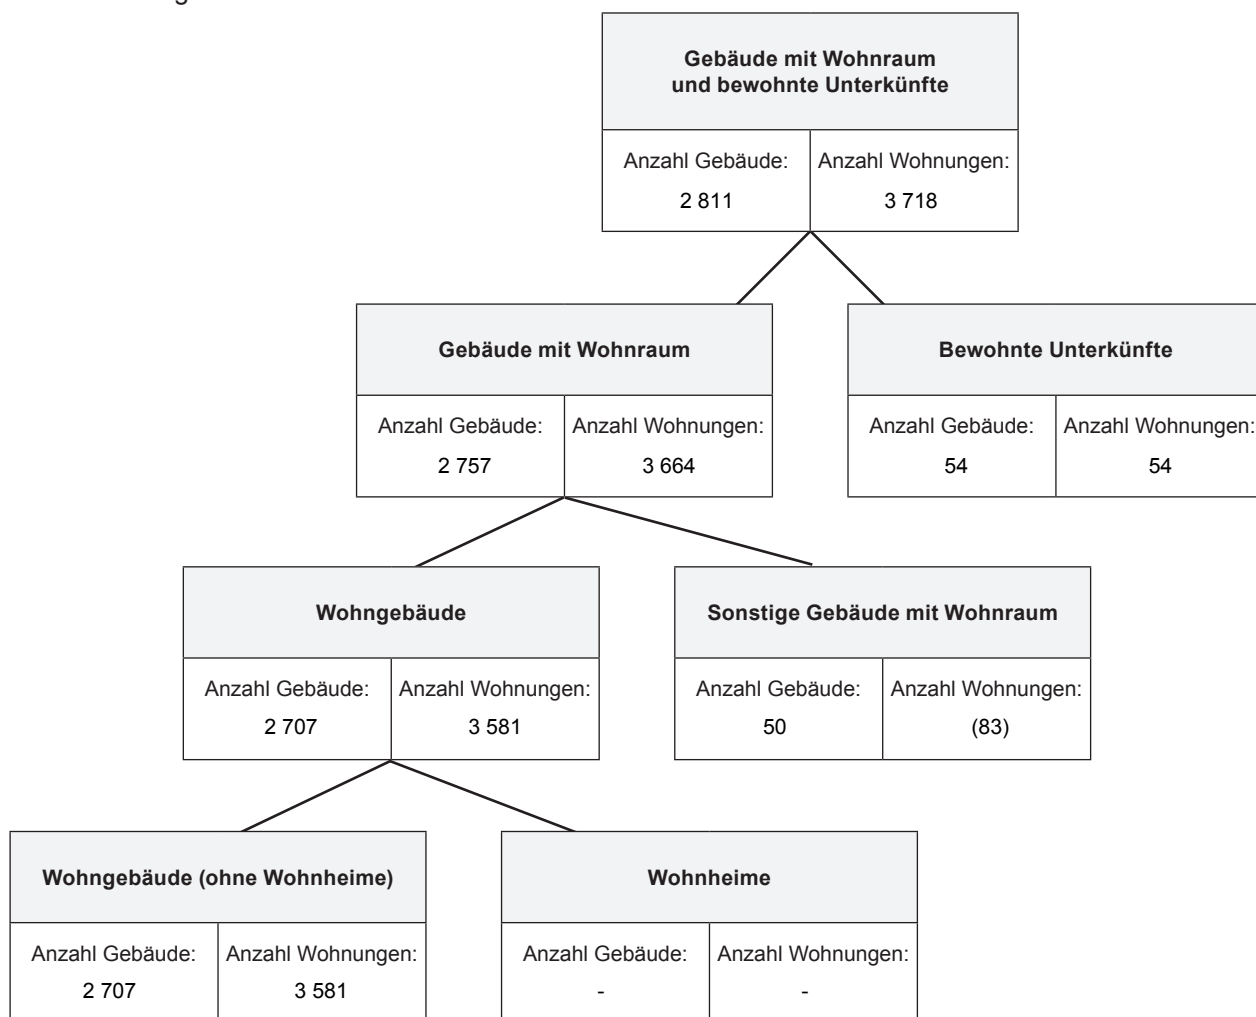 Gebäude mit Wohnraum
und bewohnte Unterkünfte
Anzahl Gebäude:
2 811
Anzahl Wohnungen:
3 718
Gebäude mit Wohnraum
Anzahl Gebäude:
2 757
Anzahl Wohnungen:
3 664
Bewohnte Unterkünfte
Anzahl Gebäude:
54
Anzahl Wohnungen:
54
Wohngebäude
Anzahl Gebäude:
2 707
Anzahl Wohnungen:
3 581
Sonstige Gebäude mit Wohnraum
Anzahl Gebäude:
50
Anzahl Wohnungen:
(83)
Wohngebäude (ohne Wohnheime)
Anzahl Gebäude:
2 707
Anzahl Wohnungen:
3 581
Wohnheime
Anzahl Gebäude:
-
Anzahl Wohnungen:
-